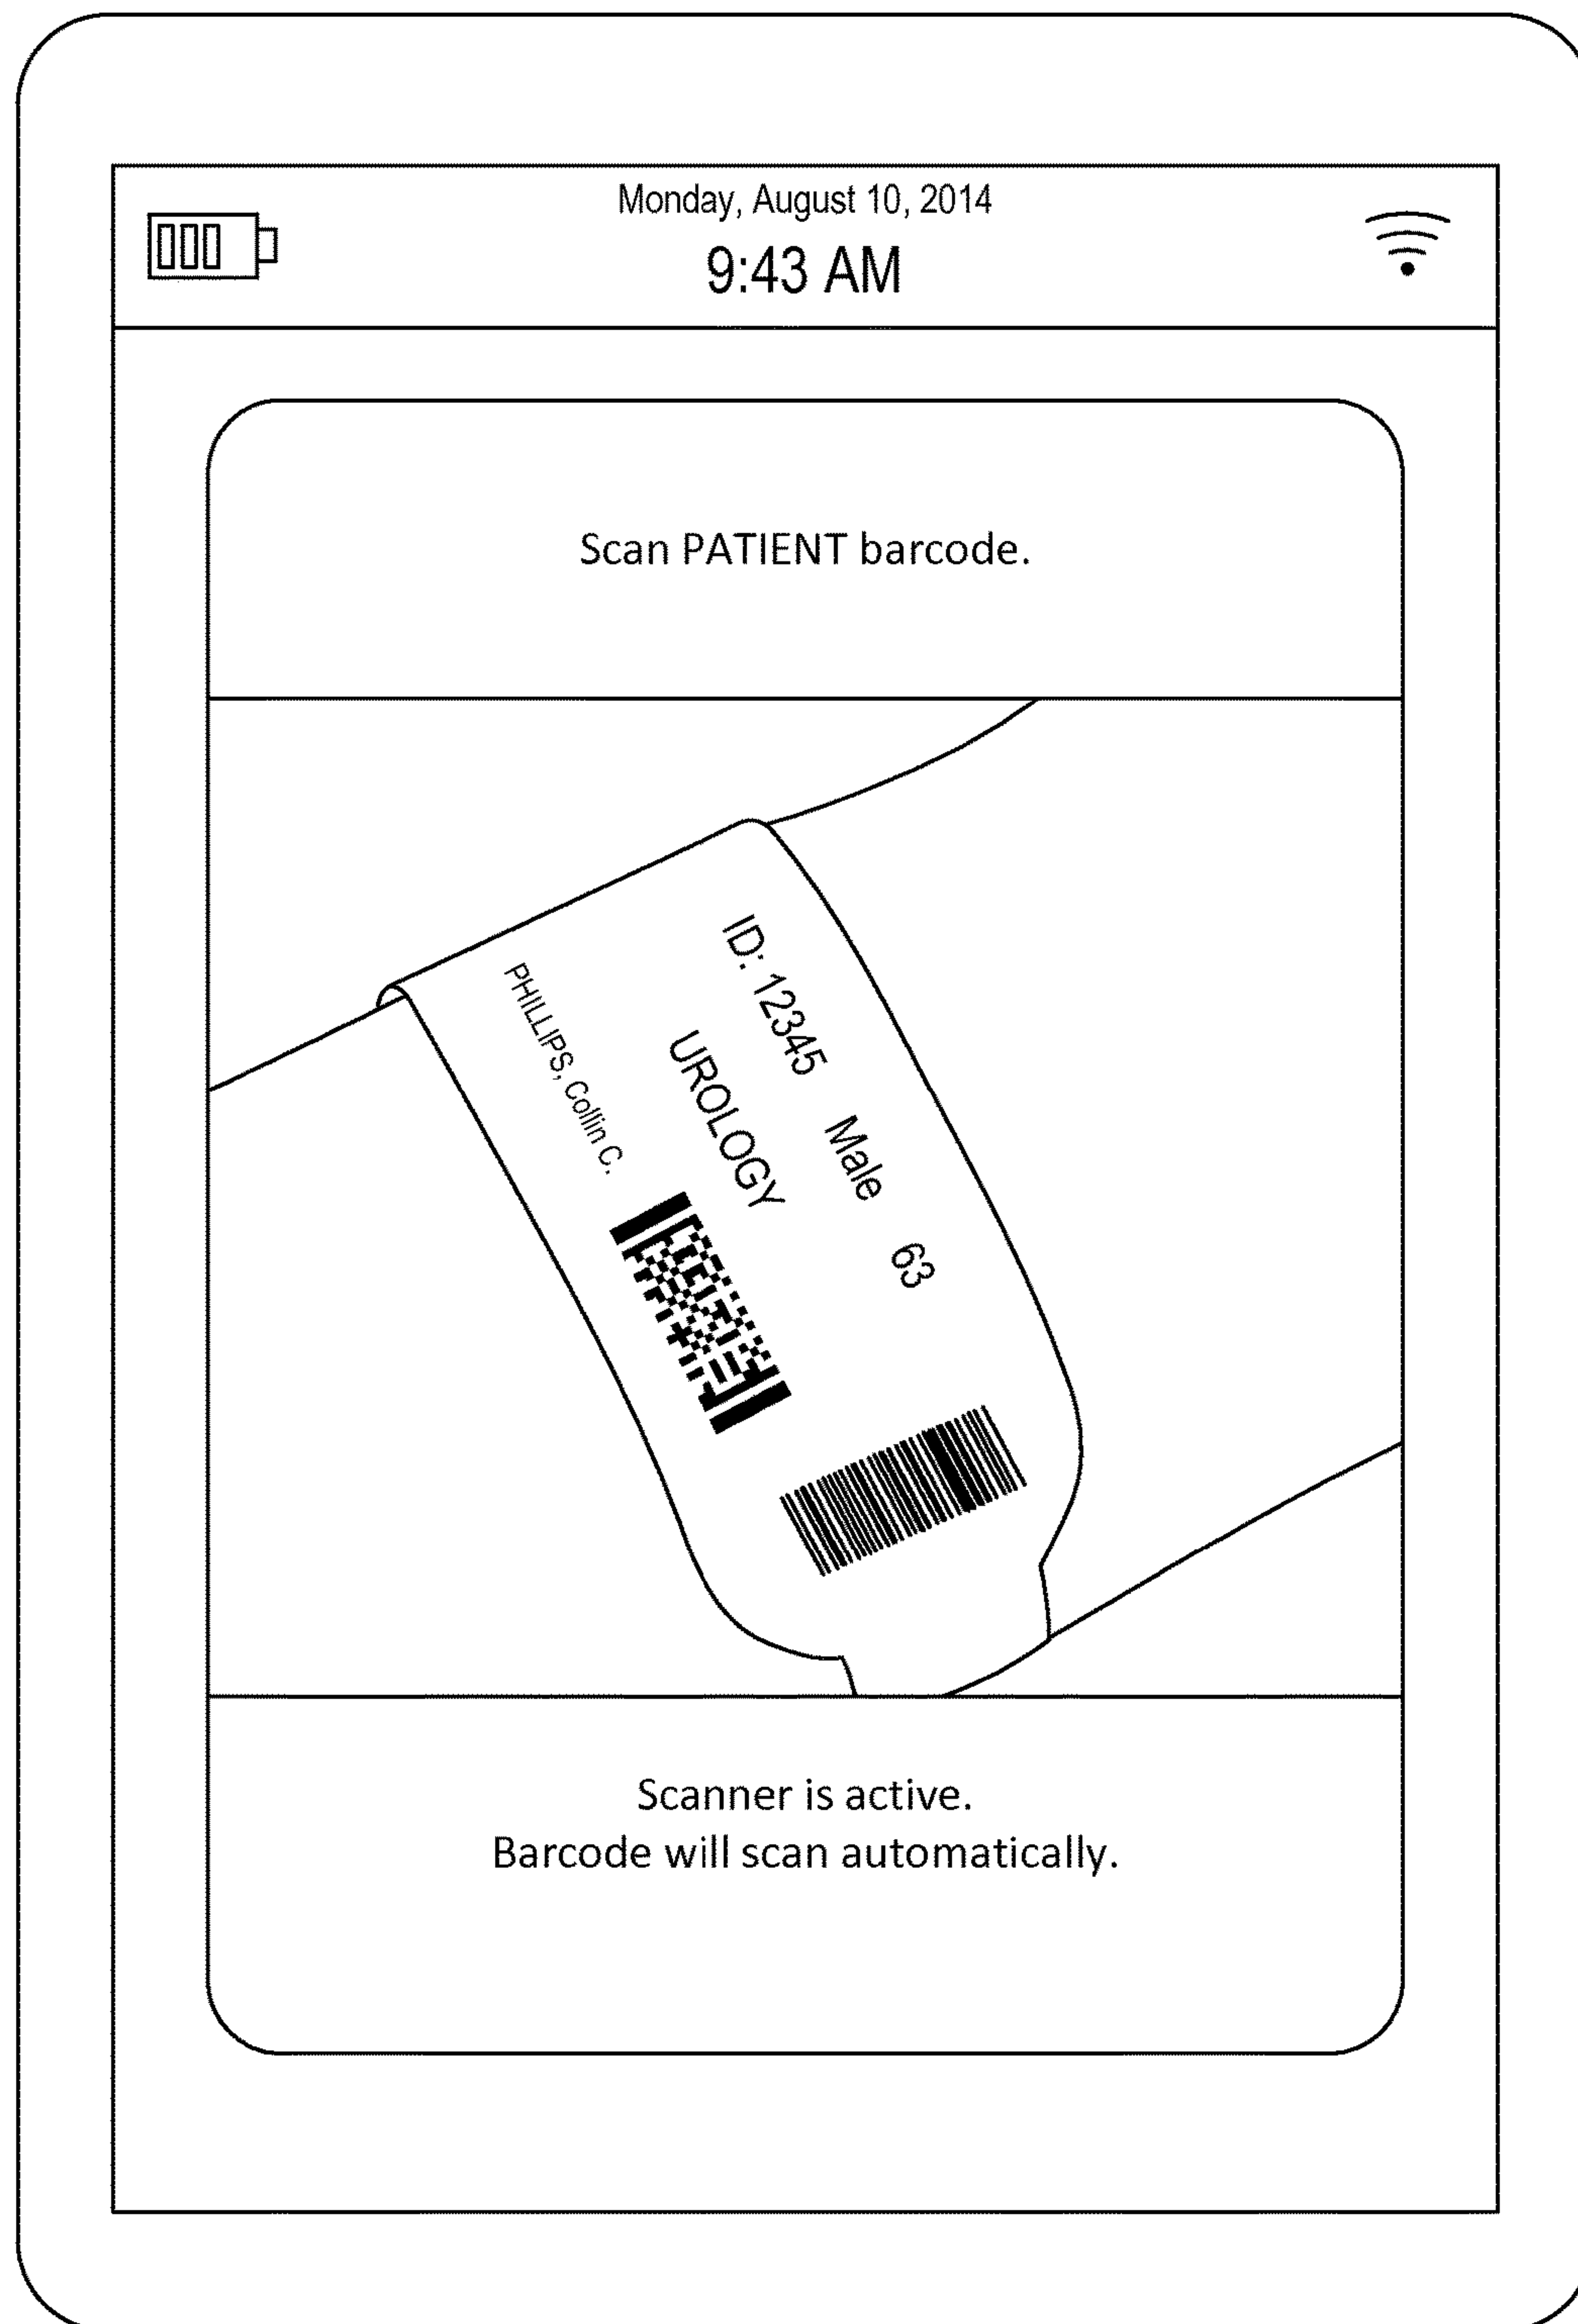 Monday, August 10, 2014
9:43 AM
Scan PATIENT barcode.
ID: 12345 Male 63
UROLOGY
PHILLIPS, Collin C.
Scanner is active.
Barcode will scan automatically.